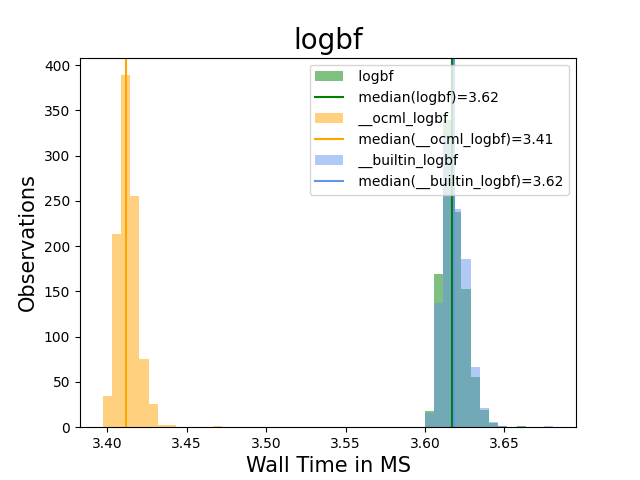 logbf
400
350
300
250
200
150
100
50
0
Observations
logbf
median(logbf)=3.62
__ocml_logbf
median(__ocml_logbf)=3.41
__builtin_logbf
median(__builtin_logbf)=3.62
3.40 3.45 3.50 3.55 3.60 3.65
Wall Time in MS